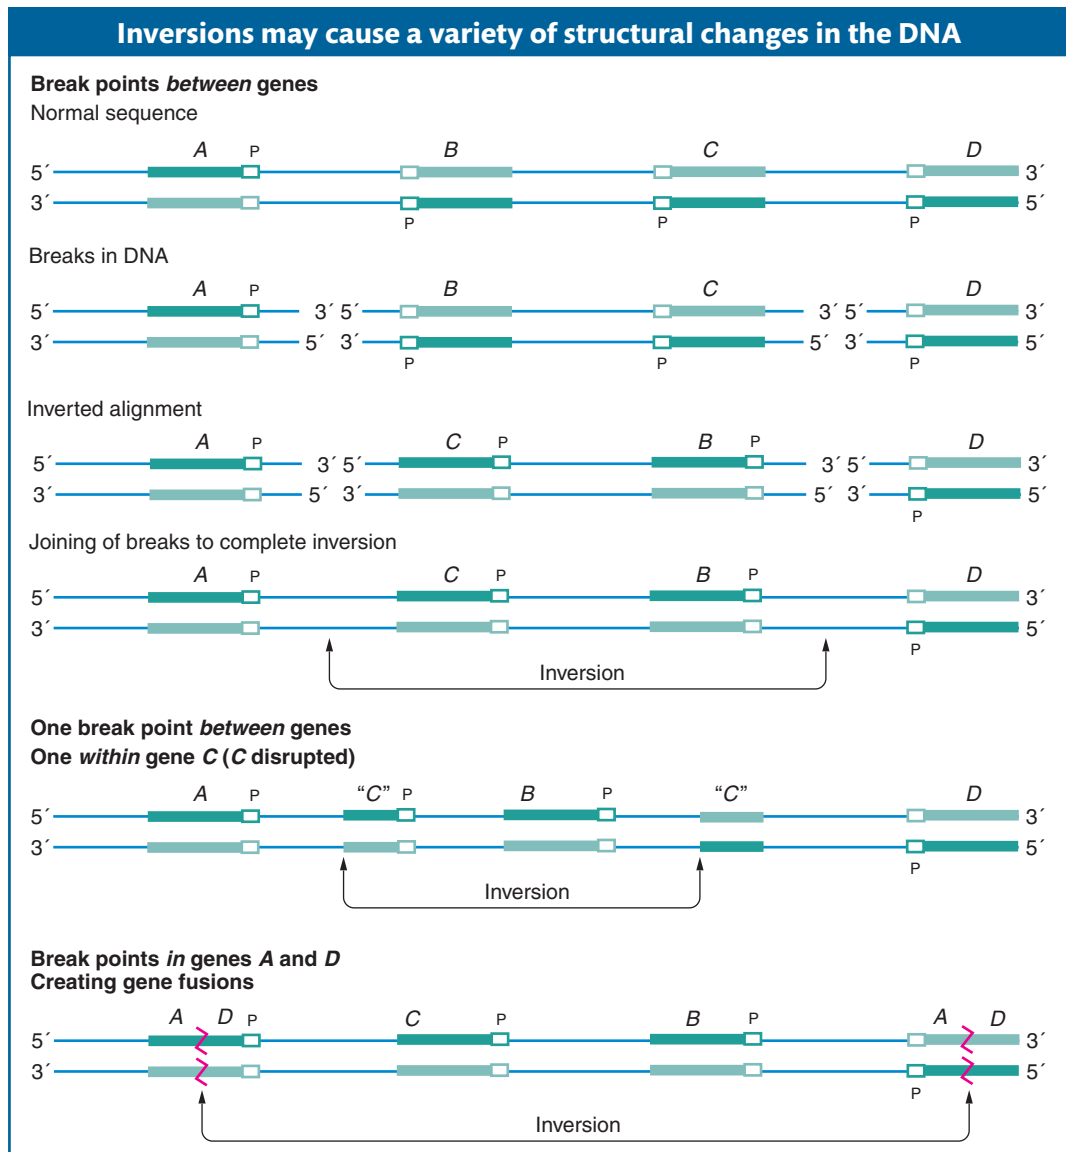 Inversions may cause a variety of structural changes in the DNA
Break points between genes
Normal sequence
A P B C D
5´ 3´
3´ 5´
P P P
Breaks in DNA
A P B C D
5´ 3´ 5´ 3´ 5´ 3´
3´ 5´ 3´ 5´ 3´ 5´
P P P
Inverted alignment
A P C P B P D
5´ 3´ 5´ 3´ 5´ 3´
3´ 5´ 3´ 5´ 3´ 5´
P
Joining of breaks to complete inversion
A P C P B P D
5´ 3´
3´ 5´
P
Inversion
One break point between genes
One within gene C (C disrupted)
A P “C” P B P “C” D
5´ 3´
3´ 5´
P
Inversion
Break points in genes A and D
Creating gene fusions
A D P C P B P A D
5´ 3´
3´ 5´
P
Inversion